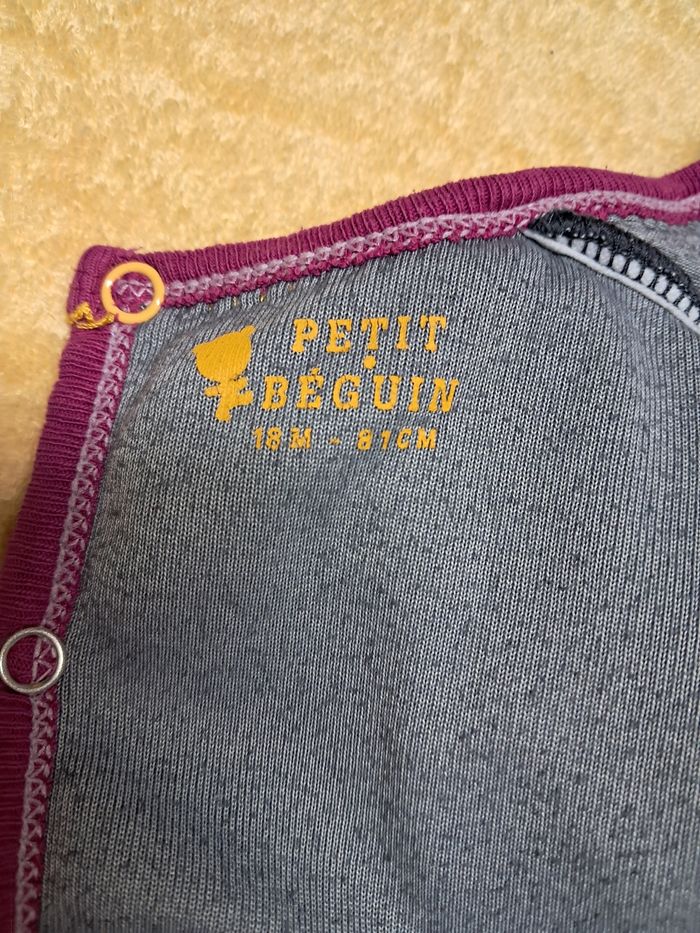 PETIT
BÉGUIN
18M - 81CM